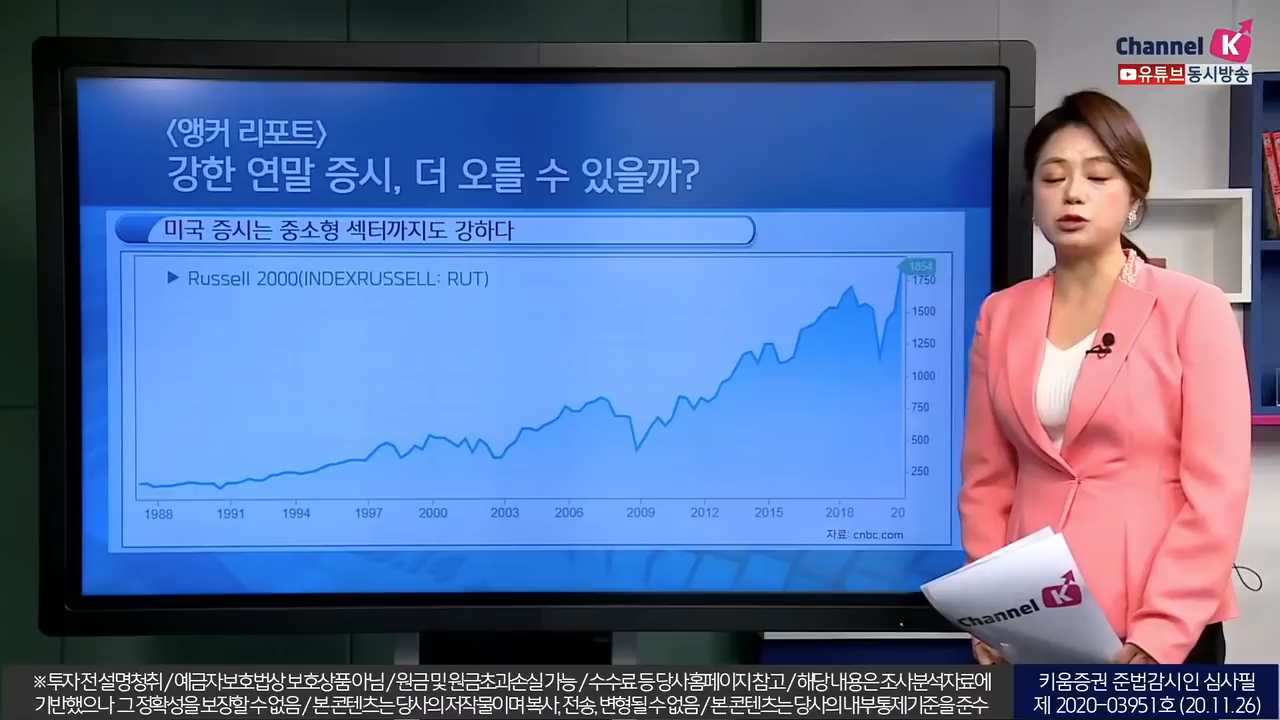 Channel K
유튜브동시방송
<앵커 리포트>
강한 연말 증시, 더 오를 수 있을까?
미국 증시는 중소형 섹터까지도 강하다
▶ Russell 2000(INDEXRUSSELL: RUT)
1854
1750
1500
1250
1000
750
500
250
1988 1991 1994 1997 2000 2003 2006 2009 2012 2015 2018 20
자료: cnbc.com
Channel K
※ 투자 전 설명청취 / 예금자보호법상 보호상품 아님 / 원금 및 원금초과손실 가능 / 수수료 등 당사홈페이지 참고 / 해당 내용은 조사분석자료에
기반했으나 그 정확성을 보장할 수 없음 / 본 콘텐츠는 당사의 저작물이며 복사, 전송, 변형될 수 없음 / 본 콘텐츠는 당사의 내부통제기준을 준수
키움증권 준법감시인 심사필
제 2020-03951호 (20.11.26)